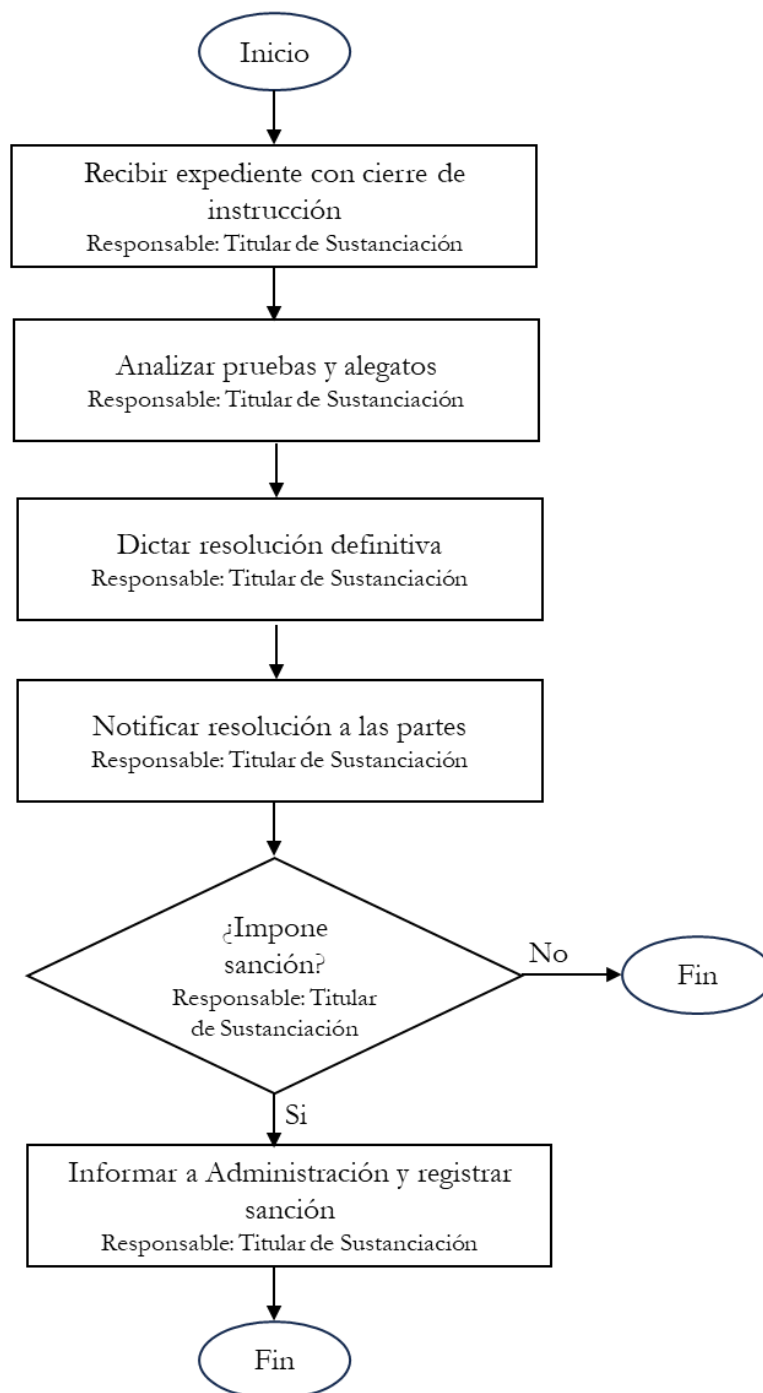 Inicio
Recibir expediente con cierre de
instrucción
Responsable: Titular de Sustanciación
Analizar pruebas y alegatos
Responsable: Titular de Sustanciación
Dictar resolución definitiva
Responsable: Titular de Sustanciación
Notificar resolución a las partes
Responsable: Titular de Sustanciación
¿Impone
sanción?
Responsable: Titular
de Sustanciación
No
Fin
Si
Informar a Administración y registrar
sanción
Responsable: Titular de Sustanciación
Fin